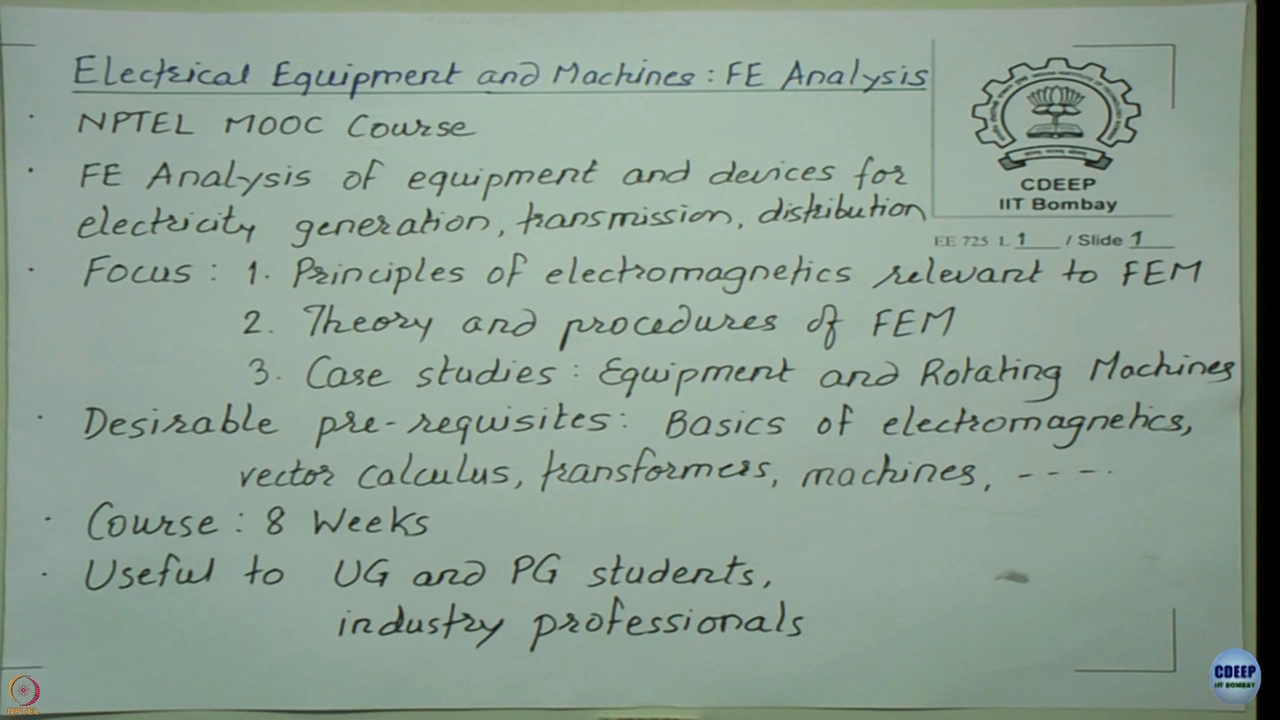 Electrical Equipment and Machines: FE Analysis
· NPTEL MOOC Course
· FE Analysis of equipment and devices for
electricity generation, transmission, distribution
· Focus: 1. Principles of electromagnetics relevant to FEM
2. Theory and procedures of FEM
3. Case studies: Equipment and Rotating Machines
· Desirable pre-requisites: Basics of electromagnetics,
vector calculus, transformers, machines, ----.
· Course: 8 Weeks
· Useful to UG and PG students,
industry professionals
CDEEP
IIT Bombay
EE 725 L 1 / Slide 1
NPTEL
CDEEP
IIT BOMBAY